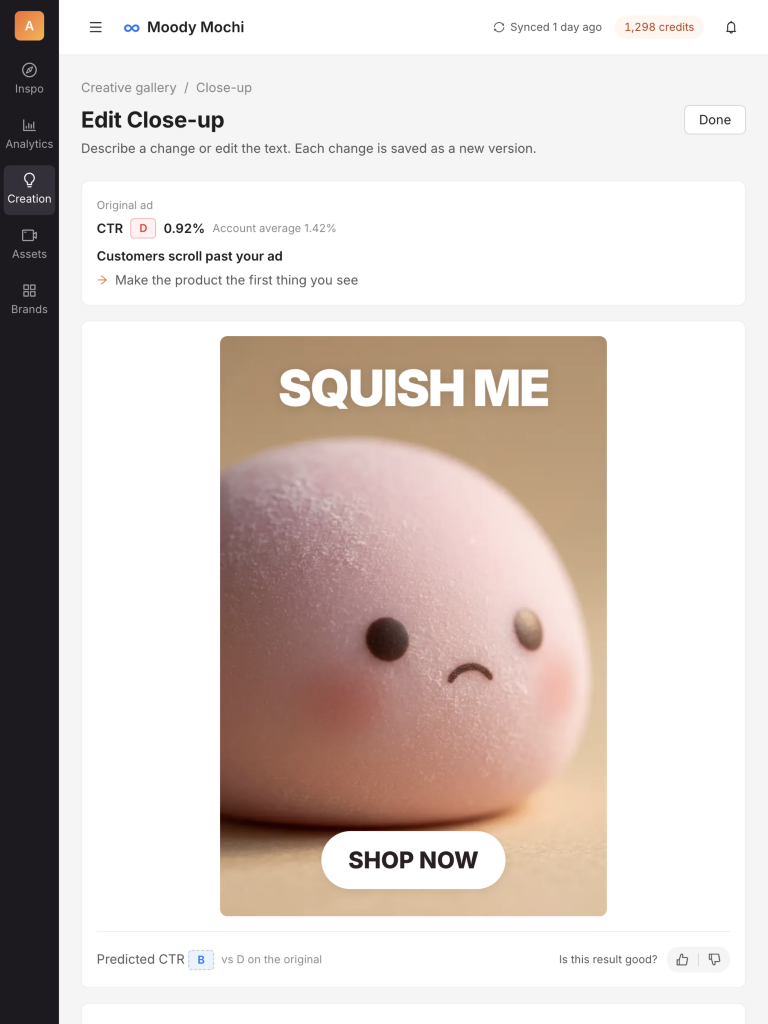 A
Moody Mochi
Synced 1 day ago
1,298 credits
Inspo
Analytics
Creation
Assets
Brands
Creative gallery / Close-up
Edit Close-up
Done
Describe a change or edit the text. Each change is saved as a new version.
Original ad
CTR D 0.92% Account average 1.42%
Customers scroll past your ad
→ Make the product the first thing you see
SQUISH ME
SHOP NOW
Predicted CTR B vs D on the original
Is this result good?